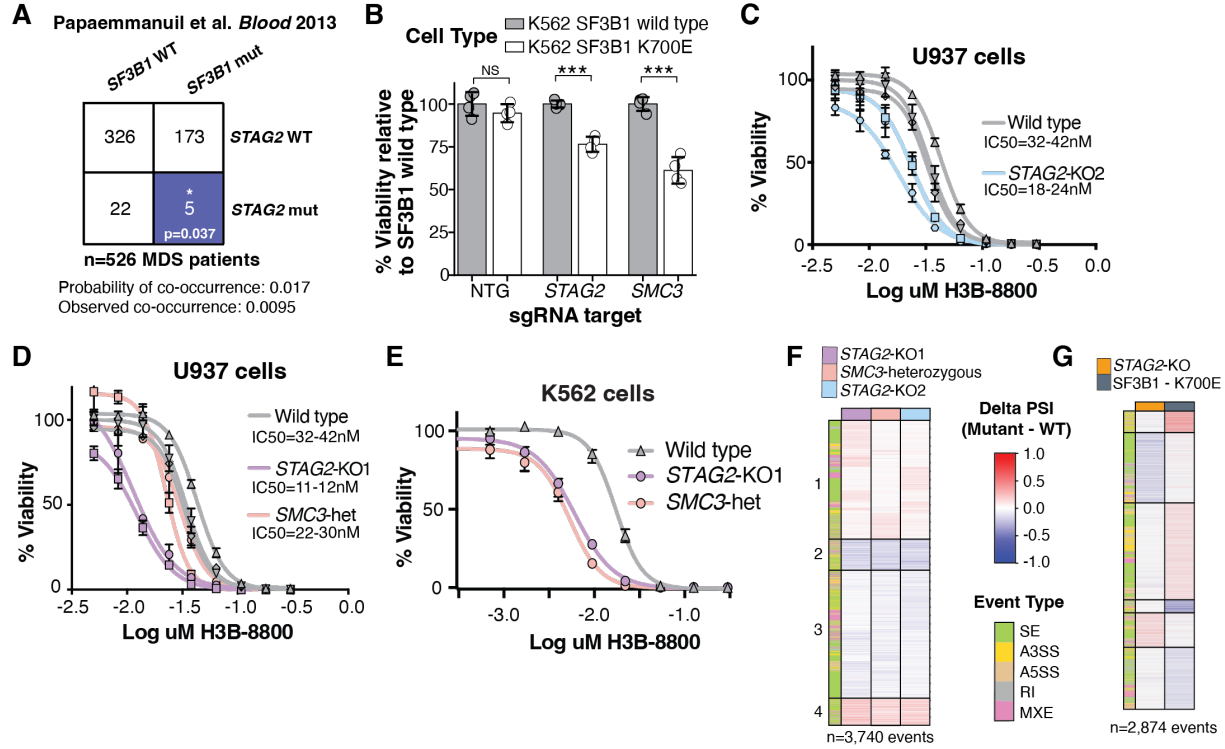 A
Papaemmanuil et al. Blood 2013
SF3B1 WT
SF3B1 mut
326
173
STAG2 WT
22
*
5
p=0.037
STAG2 mut
n=526 MDS patients
Probability of co-occurrence: 0.017
Observed co-occurrence: 0.0095
B
Cell Type
K562 SF3B1 wild type
K562 SF3B1 K700E
% Viability relative
to SF3B1 wild type
100
75
50
25
0
NS
***
***
NTG
STAG2
SMC3
sgRNA target
C
U937 cells
% Viability
100
50
0
Wild type
IC50=32-42nM
STAG2-KO2
IC50=18-24nM
-2.5
-2.0
-1.5
-1.0
-0.5
0.0
Log uM H3B-8800
D
U937 cells
% Viability
100
50
0
Wild type
IC50=32-42nM
STAG2-KO1
IC50=11-12nM
SMC3-het
IC50=22-30nM
-2.5
-2.0
-1.5
-1.0
-0.5
0.0
Log uM H3B-8800
E
K562 cells
% Viability
100
50
0
Wild type
STAG2-KO1
SMC3-het
-3.0
-2.0
-1.0
Log uM H3B-8800
F
STAG2-KO1
SMC3-heterozygous
STAG2-KO2
1
2
3
4
n=3,740 events
Delta PSI
(Mutant - WT)
1.0
0.5
0.0
-0.5
-1.0
Event Type
SE
A3SS
A5SS
RI
MXE
G
STAG2-KO
SF3B1 - K700E
n=2,874 events